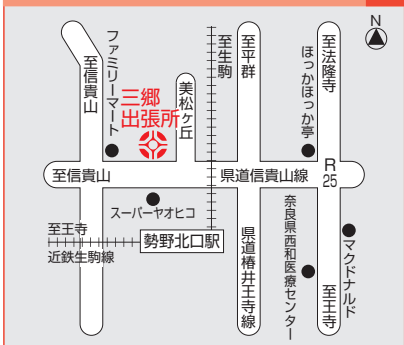 N
至信貴山
ファミリーマート
三郷
出張所
美松ヶ丘
至生駒
至平群
ほっかほっか亭
至法隆寺
至信貴山
県道信貴山線
R
25
スーパーヤオヒコ
至王寺
近鉄生駒線
勢野北口駅
県道椿井王寺線
奈良県西和医療センター
マクドナルド
至王寺